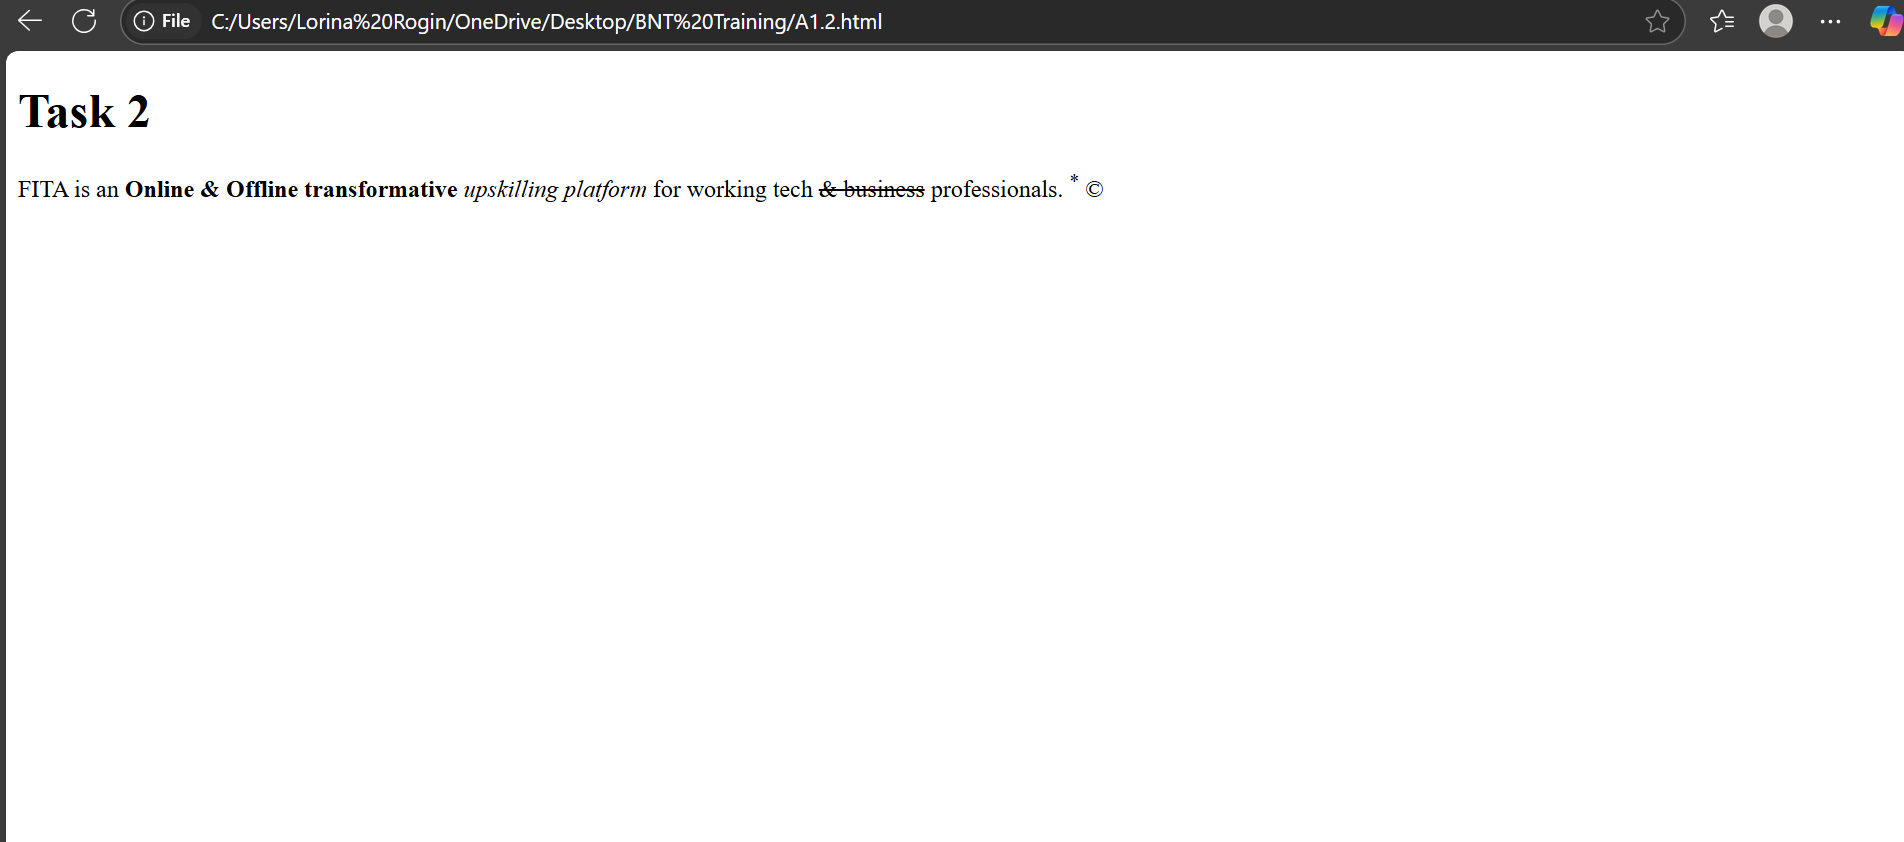 File C:/Users/Lorina%20Rogin/OneDrive/Desktop/BNT%20Training/A1.2.html
Task 2
FITA is an Online & Offline transformative upskilling platform for working tech & business professionals. * ©